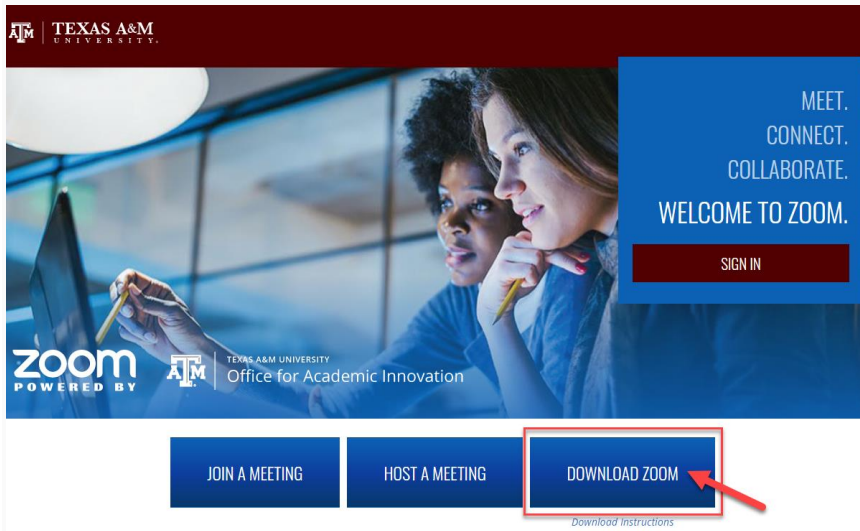 TEXAS A&M
UNIVERSITY.
MEET.
CONNECT.
COLLABORATE.
WELCOME TO ZOOM.
SIGN IN
zoom
POWERED BY
ATM
TEXAS A&M UNIVERSITY
Office for Academic Innovation
JOIN A MEETING
HOST A MEETING
DOWNLOAD ZOOM
Download Instructions